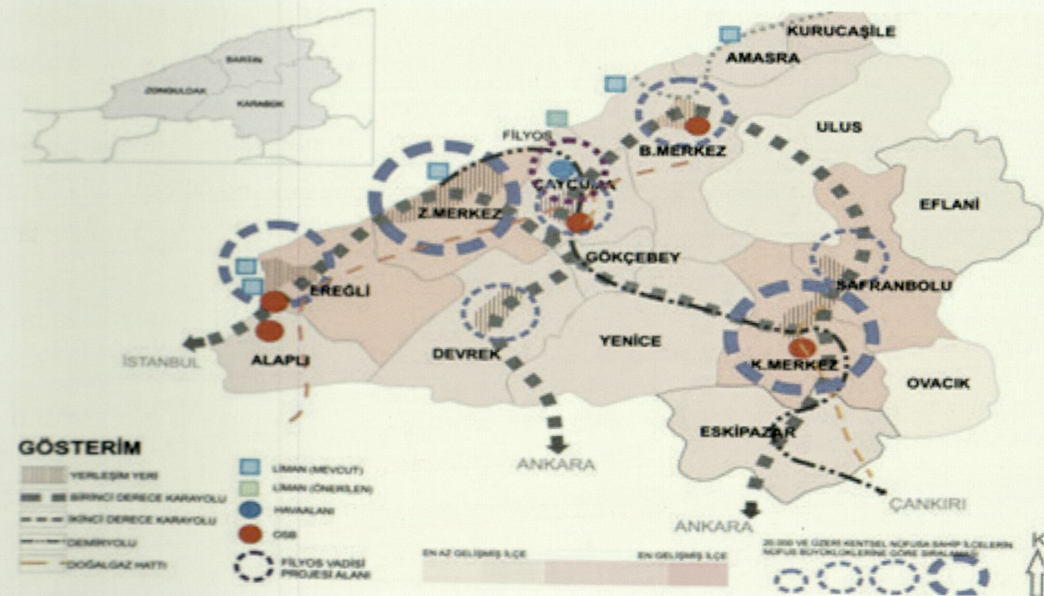 BARTIN
ZONGULDAK
KARABÜK
KURUCAŞİLE
AMASRA
ULUS
FİLYOS
B.MERKEZ
ÇAYCUMA
EFLANİ
Z.MERKEZ
GÖKÇEBEY
EREĞLİ
SAFRANBOLU
İSTANBUL
ALAPLI
DEVREK
YENİCE
K.MERKEZ
OVACIK
ESKİPAZAR
ANKARA
ÇANKIRI
ANKARA
GÖSTERİM
YERLEŞİM YERİ
BİRİNCİ DERECE KARAYOLU
İKİNCİ DERECE KARAYOLU
DEMİRYOLU
DOĞALGAZ HATTI
LİMAN (MEVCUT)
LİMAN (ÖNERİLEN)
HAVAALANI
OSB
FİLYOS VADİSİ
PROJESİ ALANI
EN AZ GELİŞMİŞ İLÇE
EN GELİŞMİŞ İLÇE
20.000 VE ÜZERİ KENTSEL NÜFUSA SAHİP İLÇELERİN
NÜFUS BÜYÜKLÜKLERİNE GÖRE SIRALAMASI
K